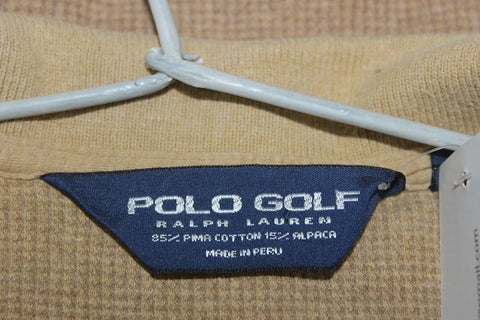 POLO GOLF
RALPH LAUREN
85% PIMA COTTON 15% ALPACA
MADE IN PERU